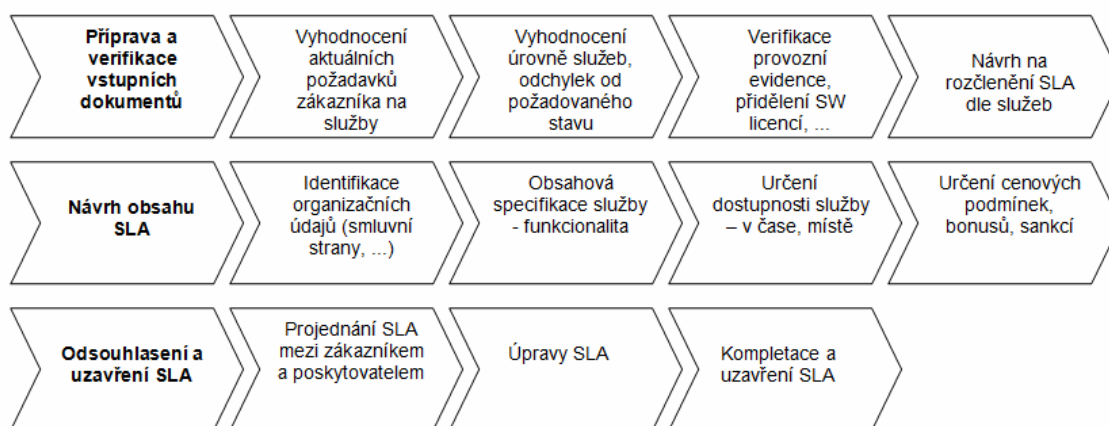 Příprava a
verifikace
vstupních
dokumentů
Vyhodnocení
aktuálních
požadavků
zákazníka na
služby
Vyhodnocení
úrovně služeb,
odchylek od
požadovaného
stavu
Verifikace
provozní
evidence,
přidělení SW
licencí, ...
Návrh na
rozčlenění SLA
dle služeb
Návrh obsahu
SLA
Identifikace
organizačních
údajů (smluvní
strany, ...)
Obsahová
specifikace služby
- funkcionalita
Určení
dostupnosti služby
– v čase, místě
Určení cenových
podmínek,
bonusů, sankcí
Odsouhlasení a
uzavření SLA
Projednání SLA
mezi zákazníkem
a poskytovatelem
Úpravy SLA
Kompletace a
uzavření SLA